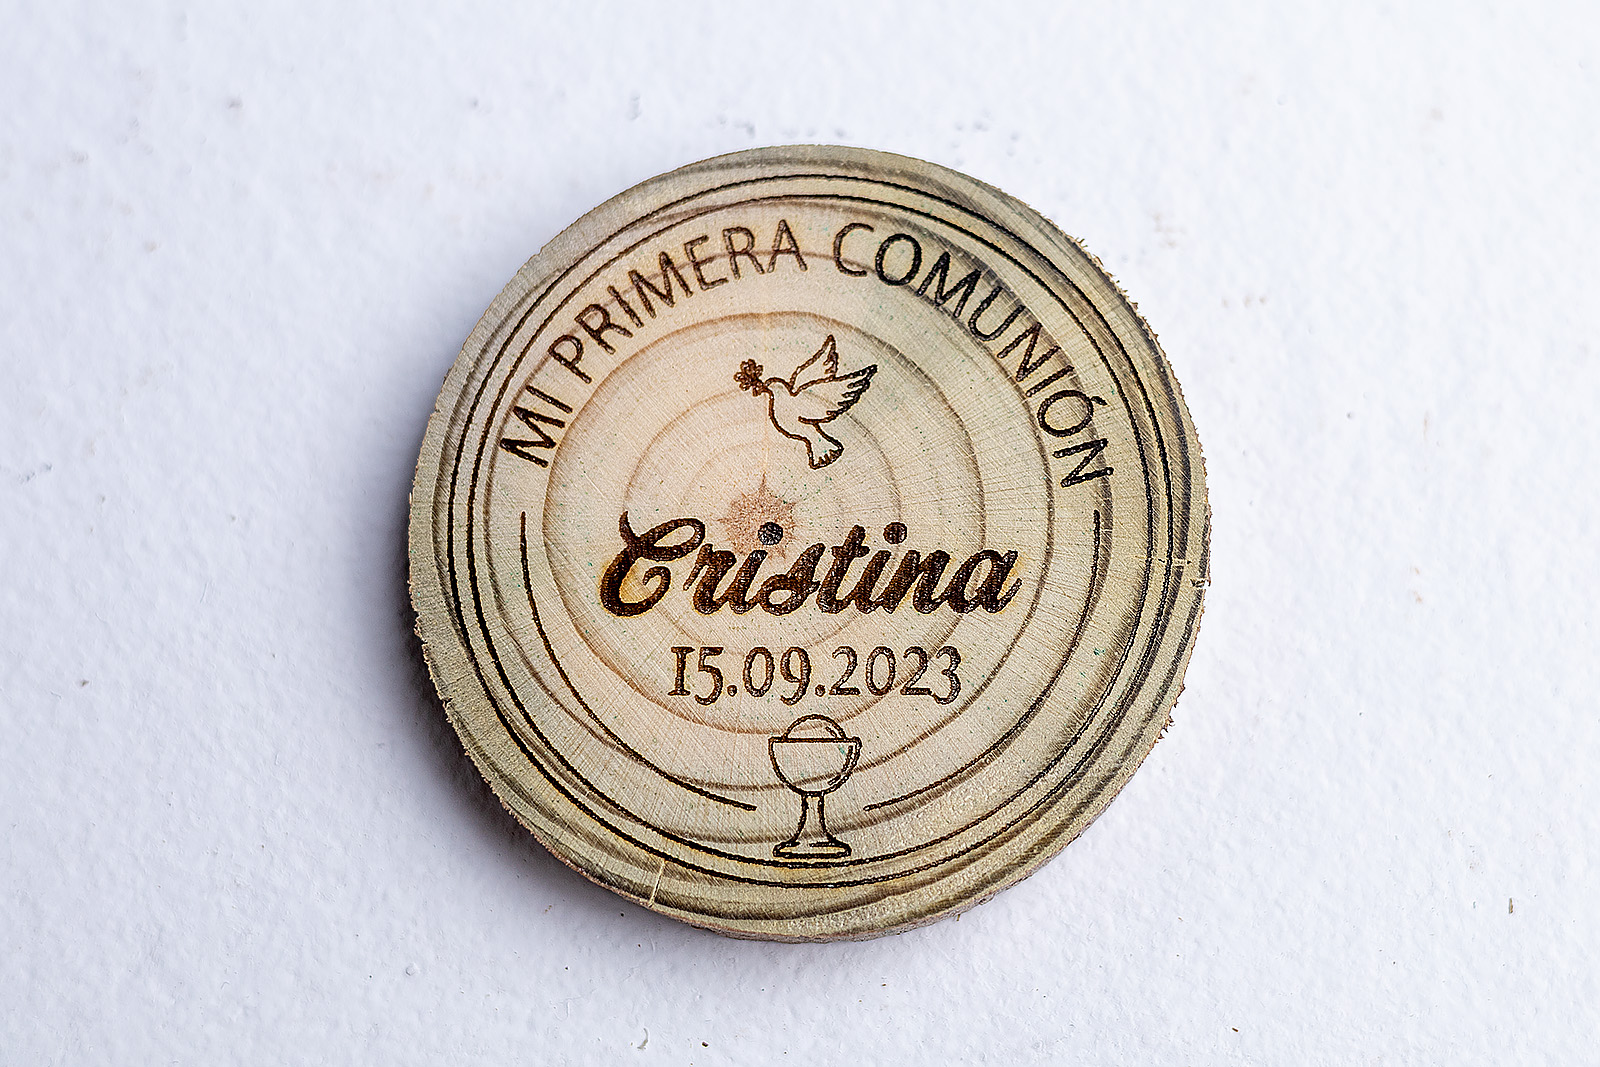 MI PRIMERA COMUNIÓN
Cristina
15.09.2023